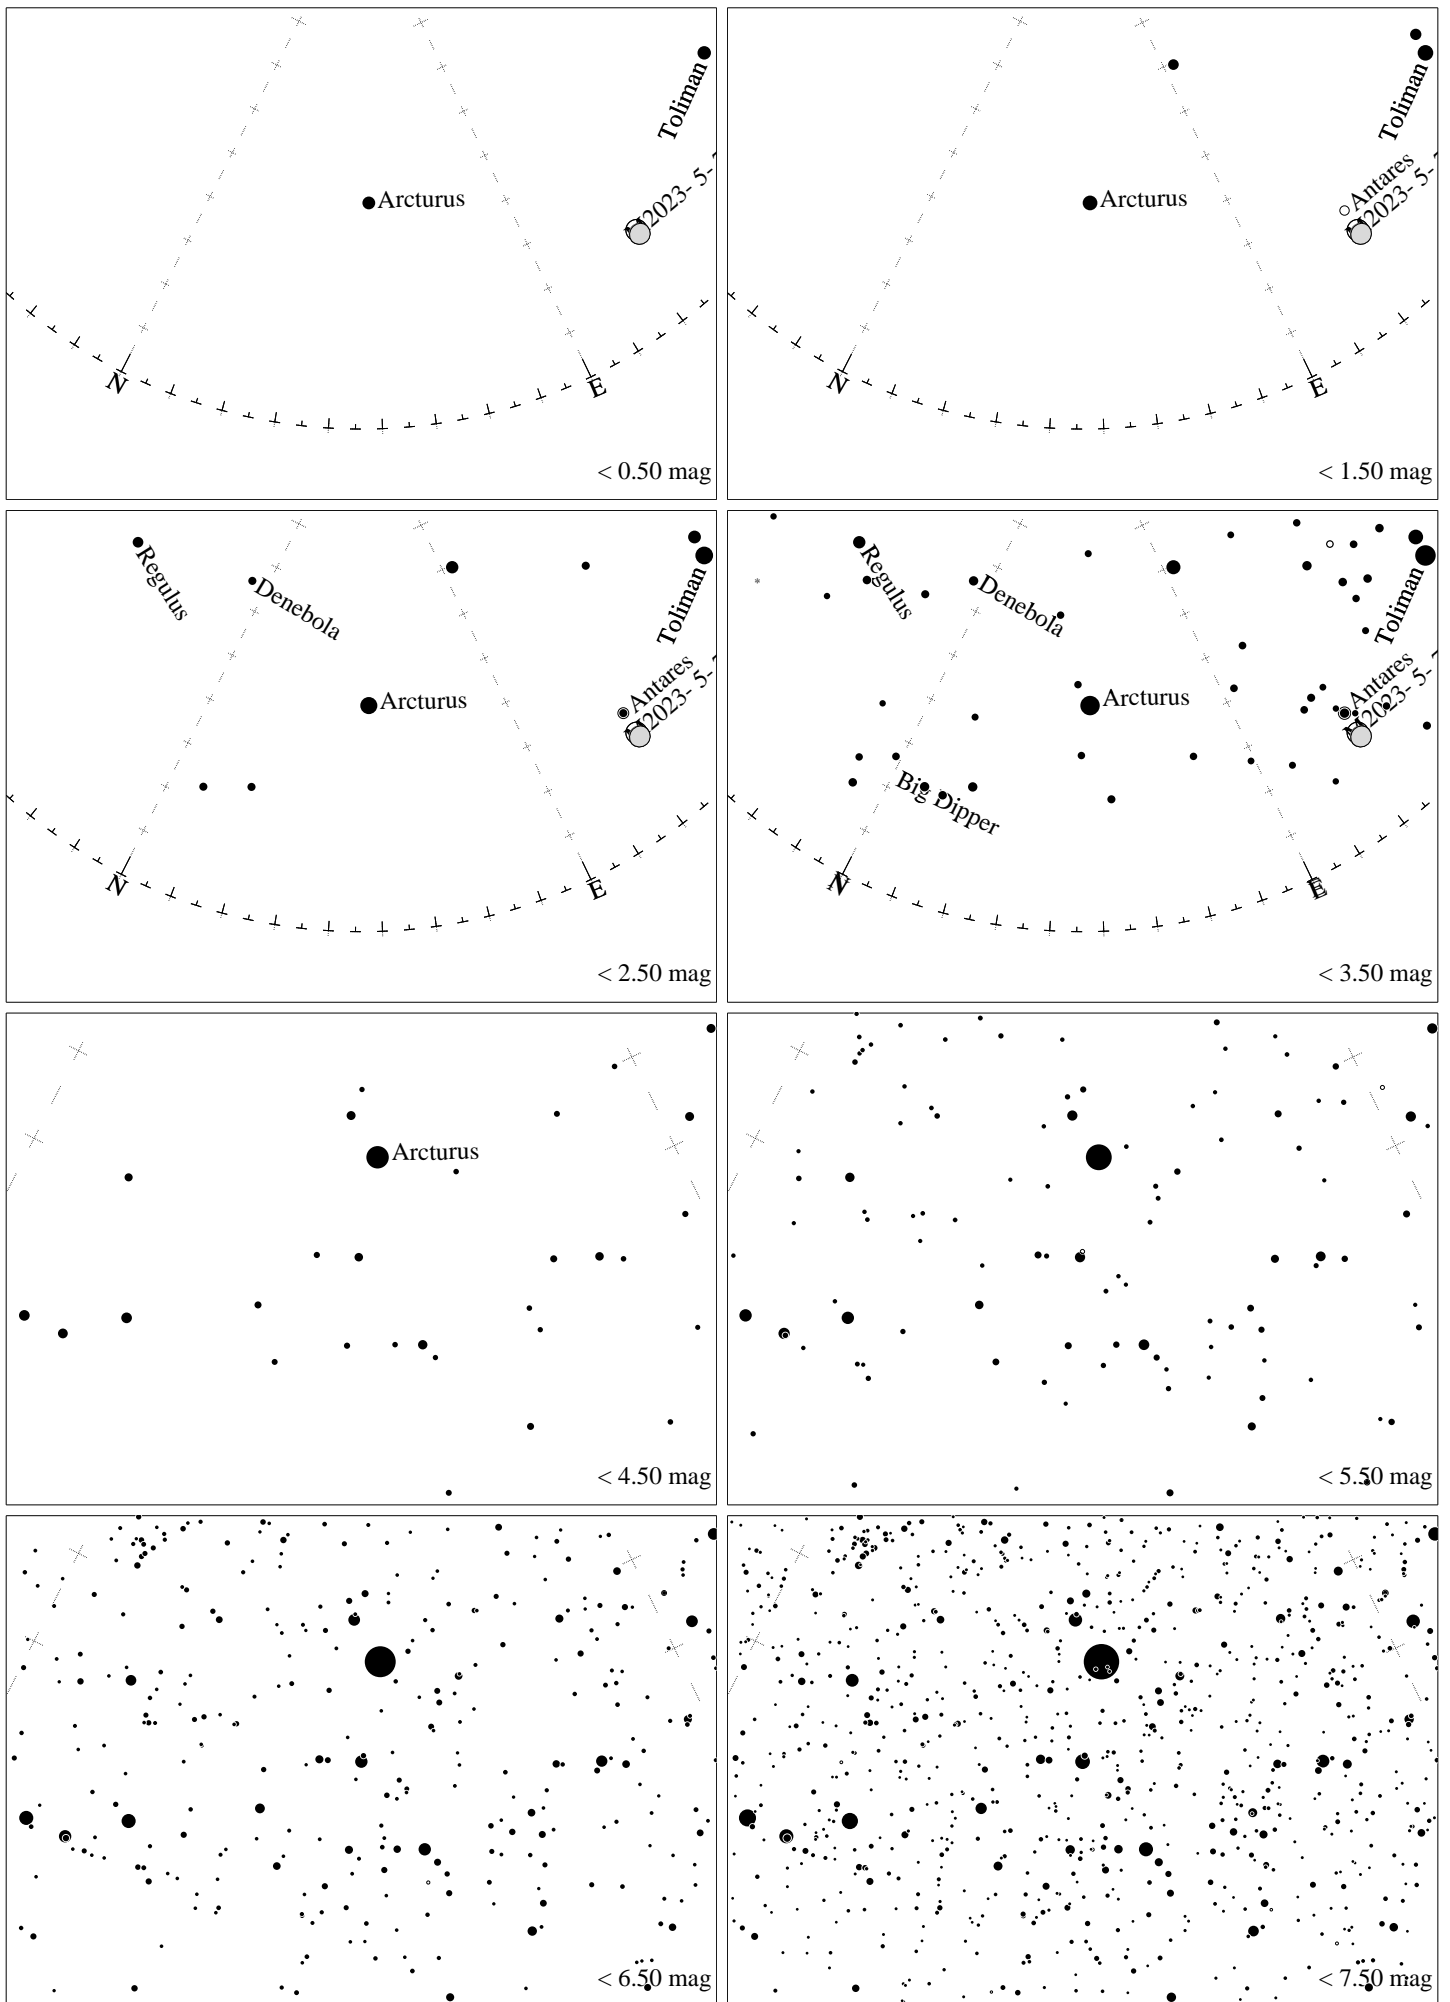 Toliman
Arcturus
2023- 5-
N
E
< 0.50 mag
Toliman
Antares
2023- 5-
Arcturus
N
E
< 1.50 mag
Regulus
Denebola
Toliman
Antares
2023- 5-
Arcturus
N
E
< 2.50 mag
Regulus
Denebola
Toliman
Antares
2023- 5-
Arcturus
Big Dipper
N
E
< 3.50 mag
Arcturus
< 4.50 mag
< 5.50 mag
< 6.50 mag
< 7.50 mag